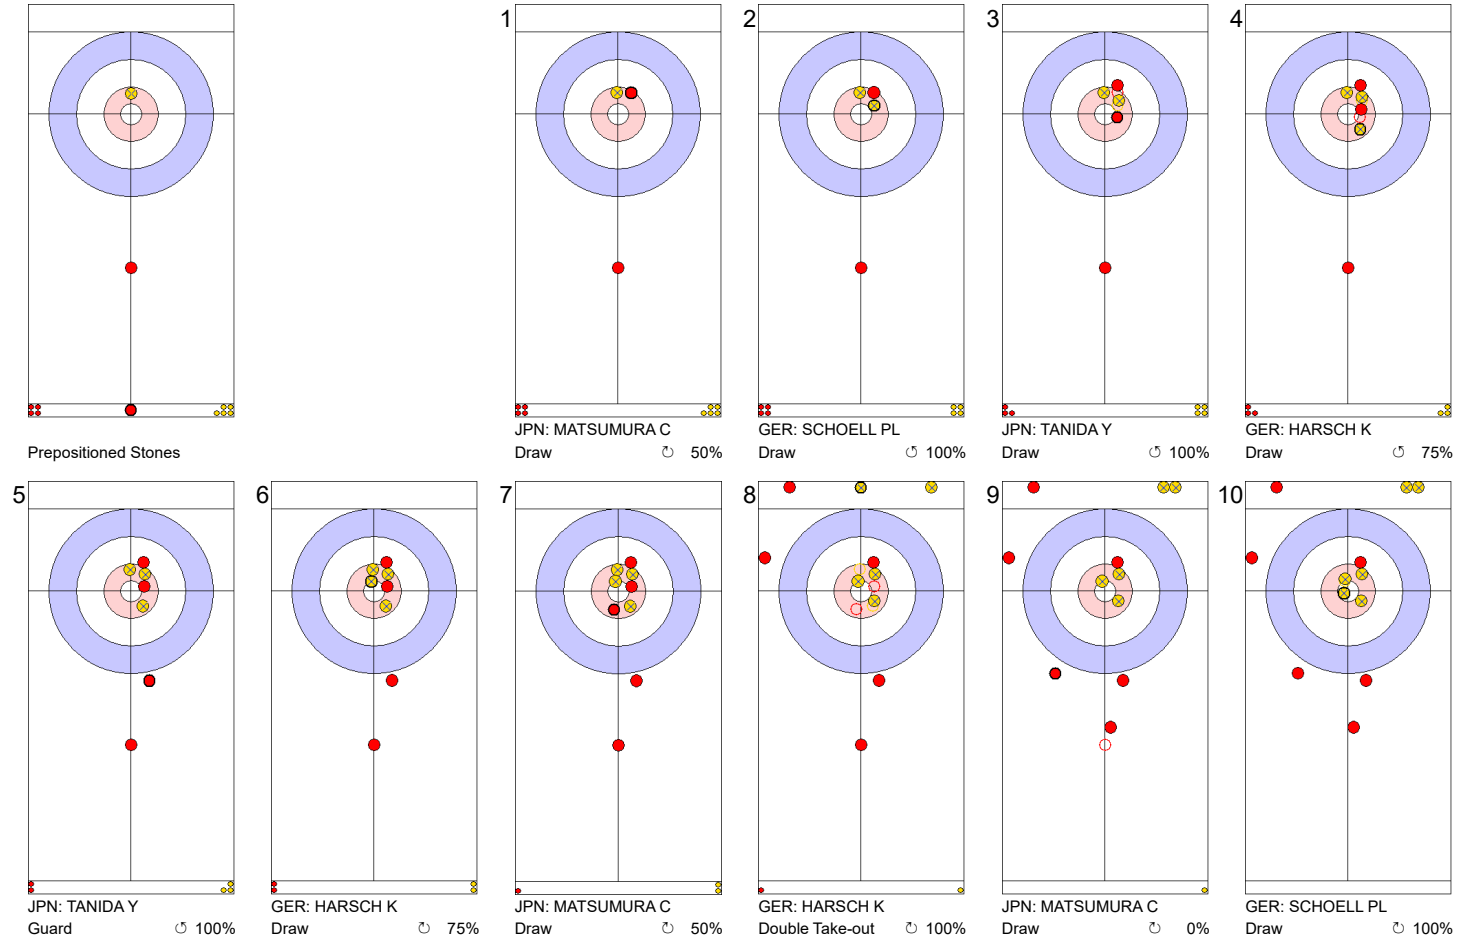 Prepositioned Stones
1
JPN: MATSUMURA C
Draw ↻ 50%
2
GER: SCHOELL PL
Draw ↺ 100%
3
JPN: TANIDA Y
Draw ↺ 100%
4
GER: HARSCH K
Draw ↺ 75%
5
JPN: TANIDA Y
Guard ↺ 100%
6
GER: HARSCH K
Draw ↻ 75%
7
JPN: MATSUMURA C
Draw ↻ 50%
8
GER: HARSCH K
Double Take-out ↻ 100%
9
JPN: MATSUMURA C
Draw ↻ 0%
10
GER: SCHOELL PL
Draw ↻ 100%